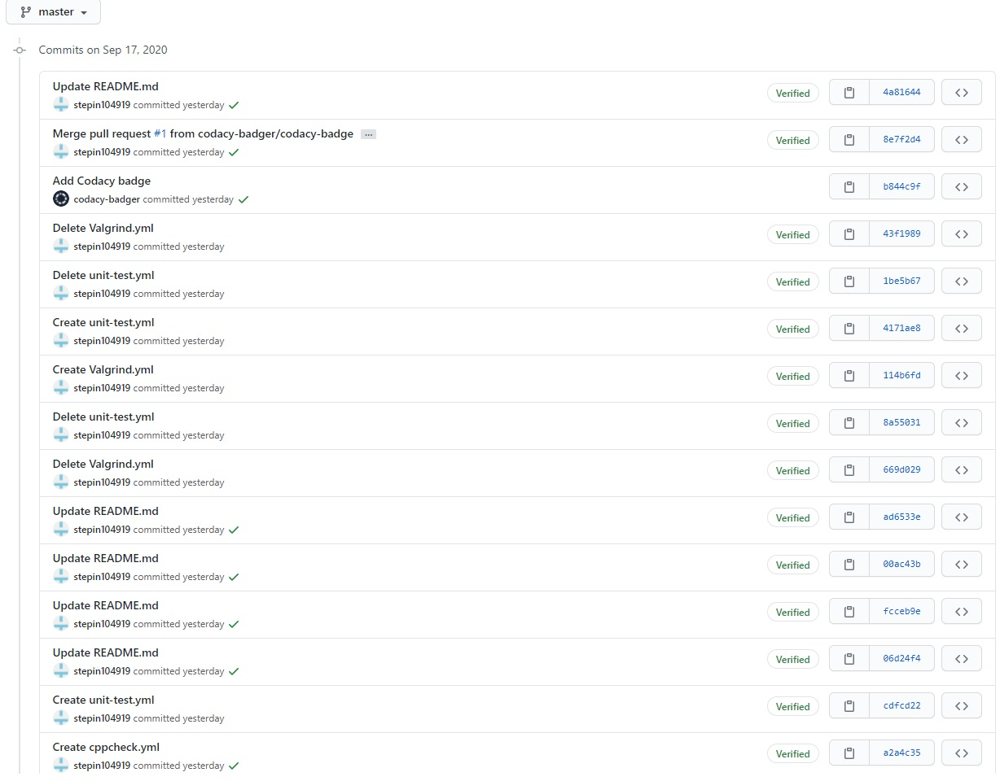 master
Commits on Sep 17, 2020
Update README.md
stepin104919 committed yesterday
Verified
4a81644
Merge pull request #1 from codacy-badger/codacy-badge ...
stepin104919 committed yesterday
Verified
8e7f2d4
Add Codacy badge
codacy-badger committed yesterday
b844c9f
Delete Valgrind.yml
stepin104919 committed yesterday
Verified
43f1989
Delete unit-test.yml
stepin104919 committed yesterday
Verified
1be5b67
Create unit-test.yml
stepin104919 committed yesterday
Verified
4171ae8
Create Valgrind.yml
stepin104919 committed yesterday
Verified
114b6fd
Delete unit-test.yml
stepin104919 committed yesterday
Verified
8a55031
Delete Valgrind.yml
stepin104919 committed yesterday
Verified
669d029
Update README.md
stepin104919 committed yesterday
Verified
ad6533e
Update README.md
stepin104919 committed yesterday
Verified
00ac43b
Update README.md
stepin104919 committed yesterday
Verified
fcceb9e
Update README.md
stepin104919 committed yesterday
Verified
06d24f4
Create unit-test.yml
stepin104919 committed yesterday
Verified
cdfcd22
Create cppcheck.yml
stepin104919 committed yesterday
Verified
a2a4c35